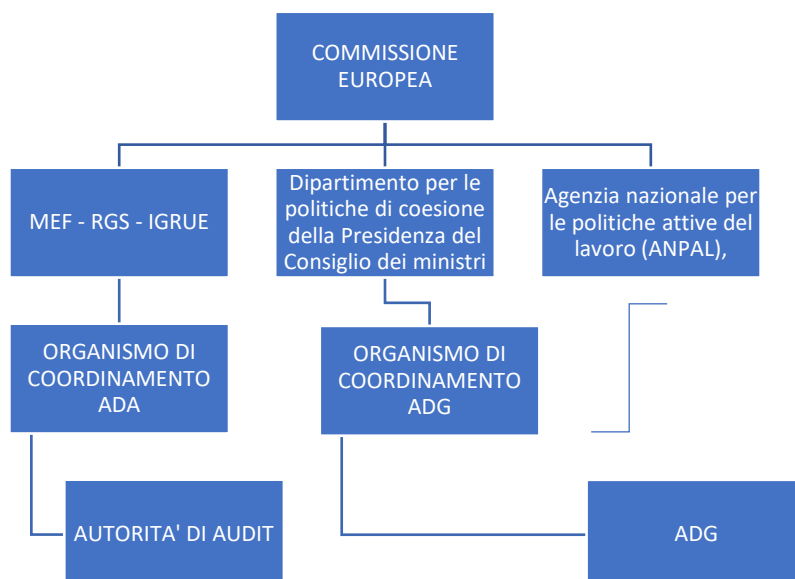 COMMISSIONE
EUROPEA
MEF - RGS - IGRUE
Dipartimento per le
politiche di coesione
della Presidenza del
Consiglio dei ministri
Agenzia nazionale per
le politiche attive del
lavoro (ANPAL),
ORGANISMO DI
COORDINAMENTO
ADA
ORGANISMO DI
COORDINAMENTO
ADG
AUTORITA' DI AUDIT
ADG